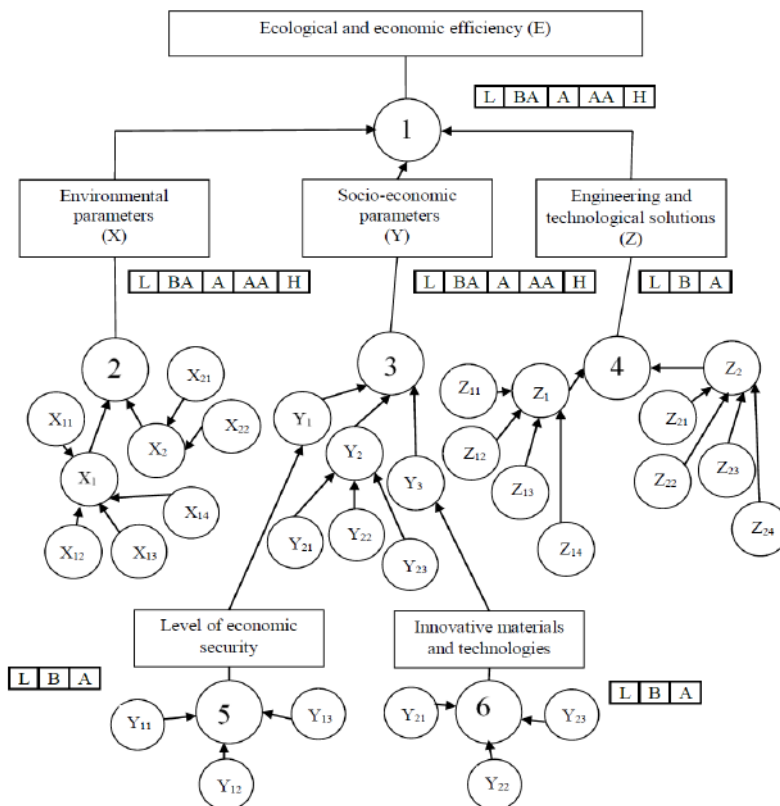 Ecological and economic efficiency (E)
L BA A AA H
1
Environmental
parameters
(X)
Socio-economic
parameters
(Y)
Engineering and
technological solutions
(Z)
L BA A AA H
L BA A AA H
L B A
2
3
4
X21
Z11
Z1
Z2
X11
Y1
X2
X22
Z21
Z12
Y2
X1
Y3
Z13
Z22
Z23
X14
X12
X13
Y21
Y22
Y23
Z14
Z24
Level of economic
security
Innovative materials
and technologies
L B A
L B A
Y11
5
Y13
Y21
6
Y23
Y12
Y22